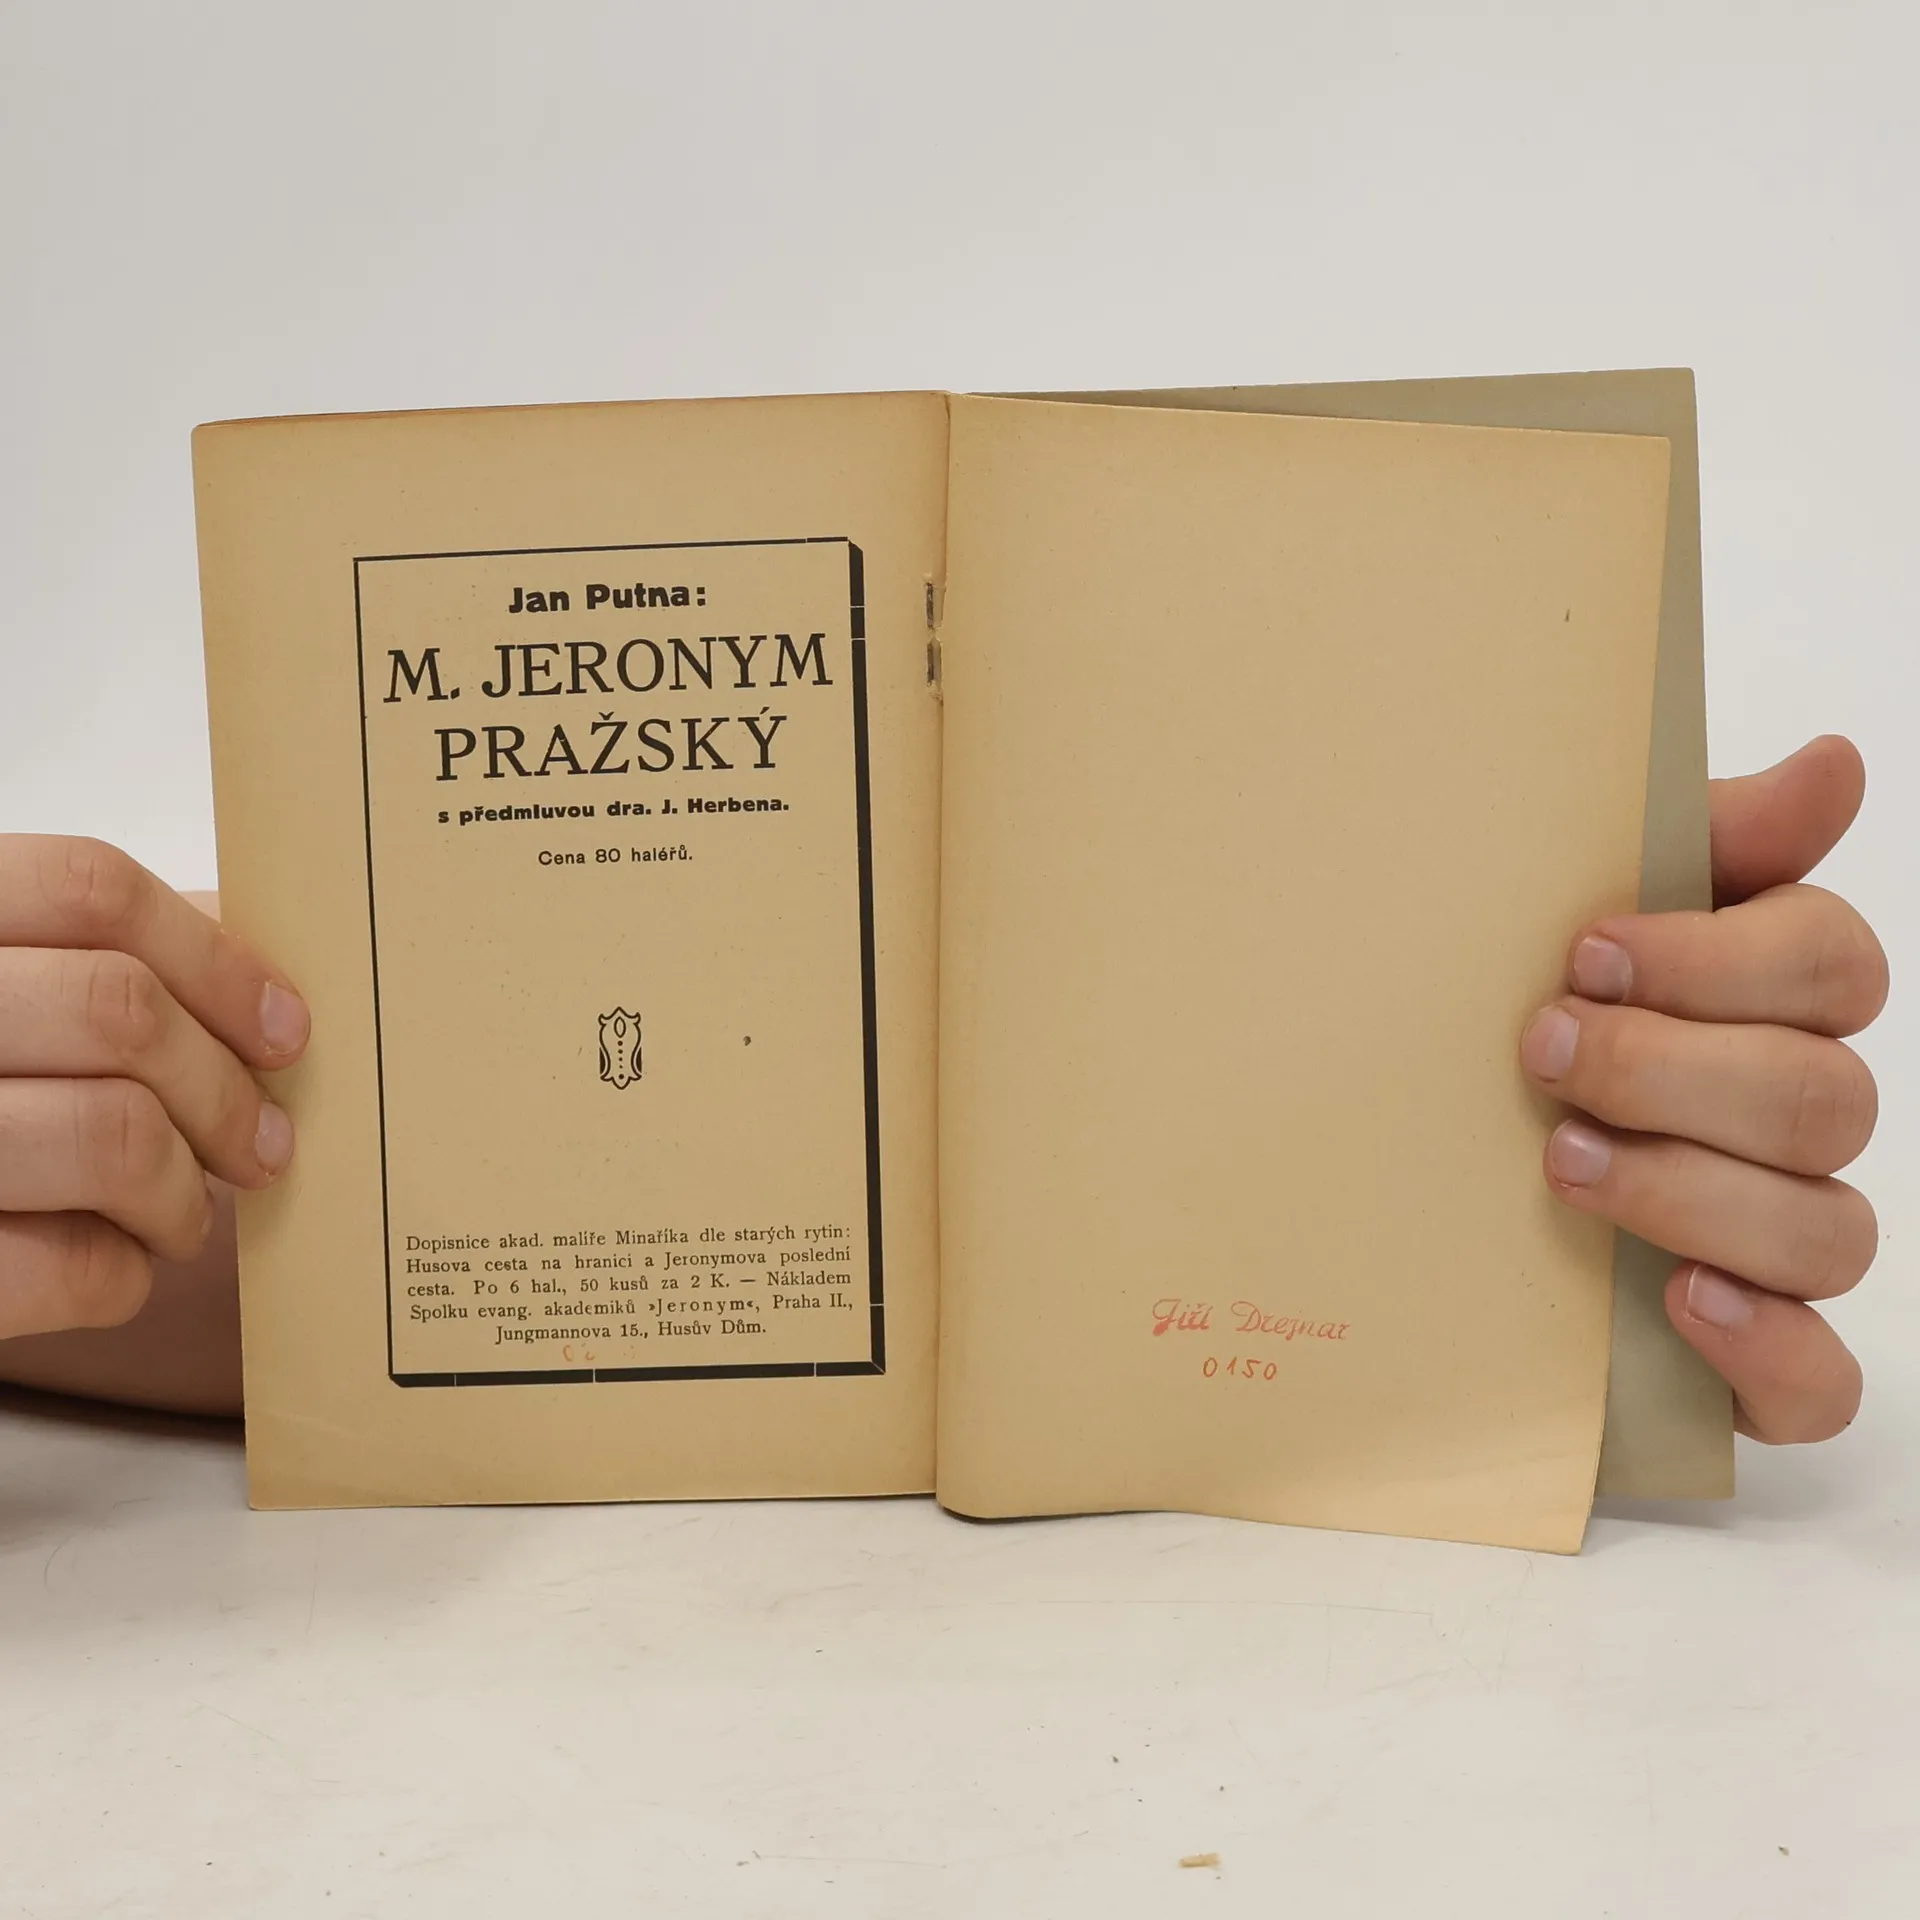 Jan Putna:
M. JERONYM
PRAŽSKÝ
s předmluvou dra. J. Herbena.
Cena 80 haléřů.
Dopisnice akad. malíře Minaříka dle starých rytin:
Husova cesta na hranici a Jeronymova poslední
cesta. Po 6 hal., 50 kusů za 2 K. — Nákladem
Spolku evang. akademiků »Jeronym«, Praha II.,
Jungmannova 15., Husův Dům.
Jiří Drejnar
0150